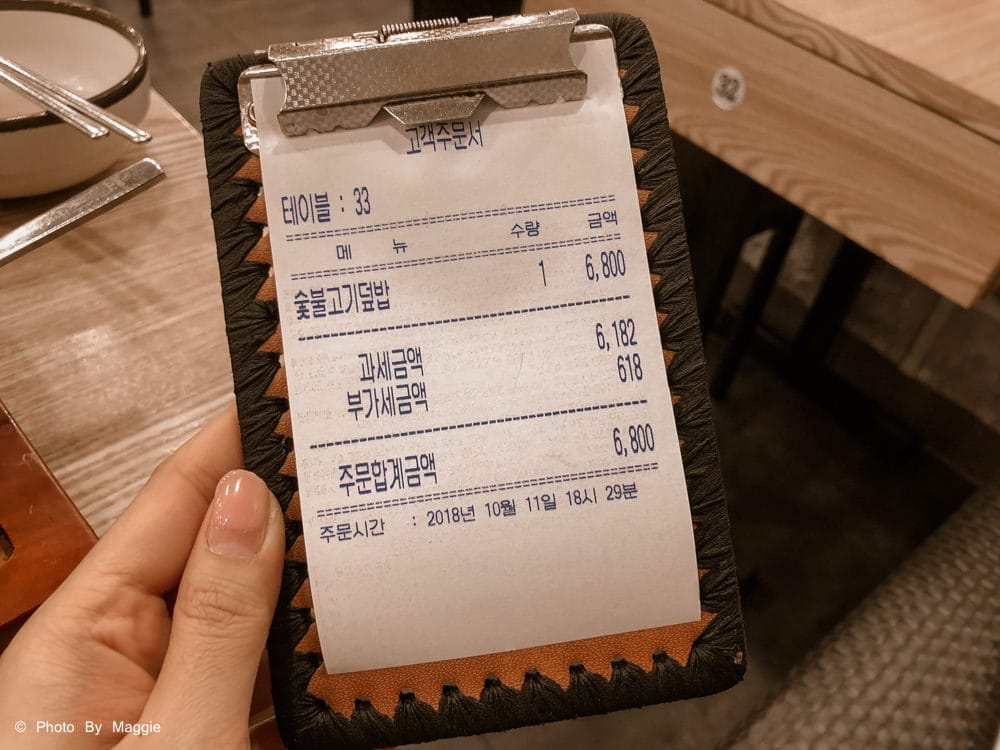 고객주문서
테이블 : 33
메 뉴 수량 금액
숯불고기덮밥 1 6,800
과세금액 6,182
부가세금액 618
주문합계금액 6,800
주문시간 : 2018년 10월 11일 18시 29분
32
© Photo By Maggie